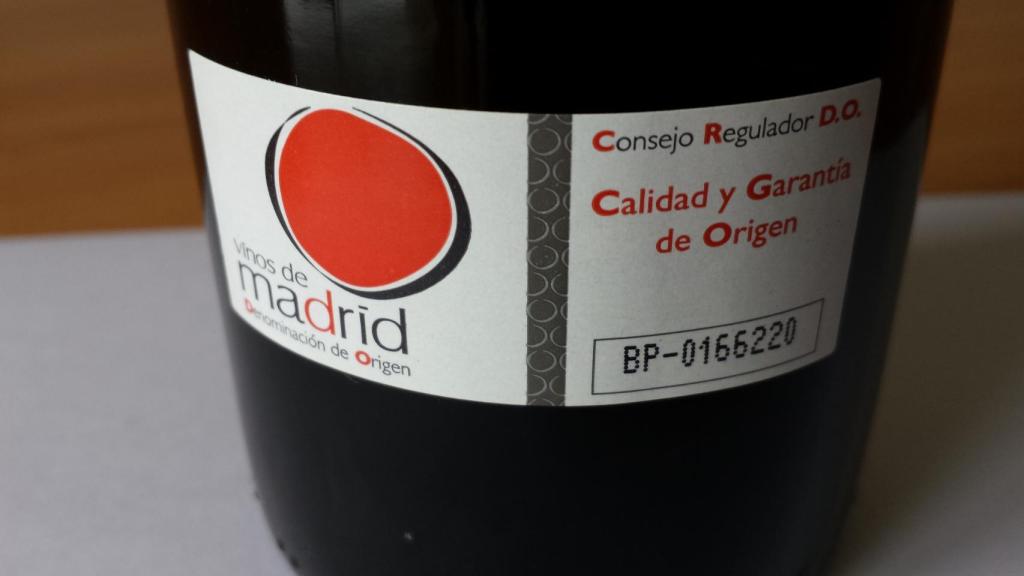 Vinos de
madrid
Denominación de Origen
Consejo Regulador D.O.
Calidad y Garantía
de Origen
BP-0166220